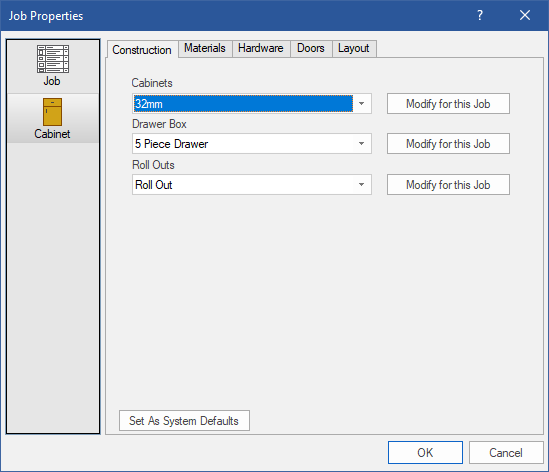 Job Properties
?
Job
Cabinet
Construction Materials Hardware Doors Layout
Cabinets
32mm Modify for this Job
Drawer Box
5 Piece Drawer Modify for this Job
Roll Outs
Roll Out Modify for this Job
Set As System Defaults
OK Cancel